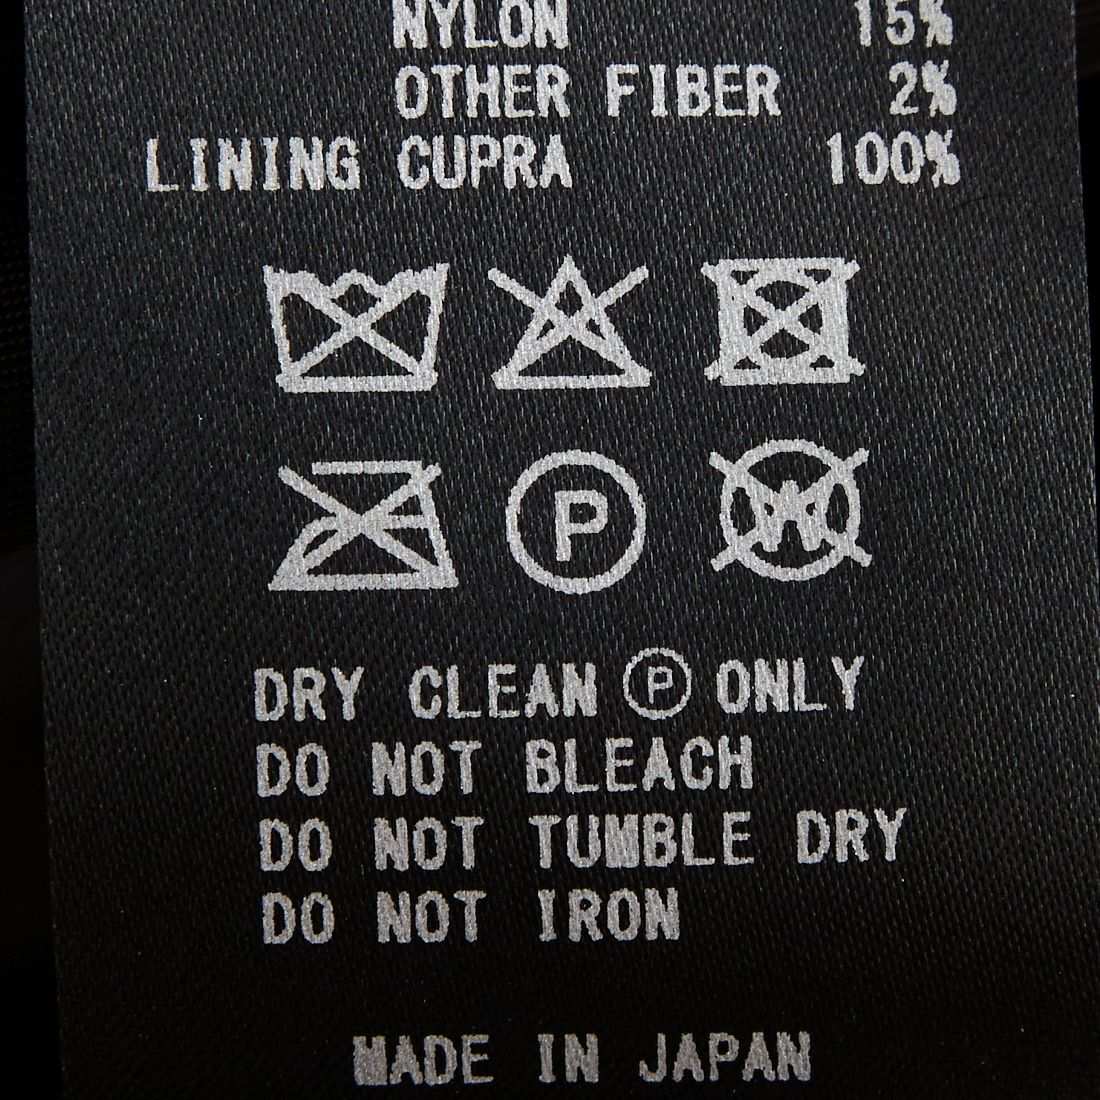 NYLON 15%
OTHER FIBER 2%
LINING CUPRA 100%
P W
DRY CLEAN Ⓟ ONLY
DO NOT BLEACH
DO NOT TUMBLE DRY
DO NOT IRON
MADE IN JAPAN